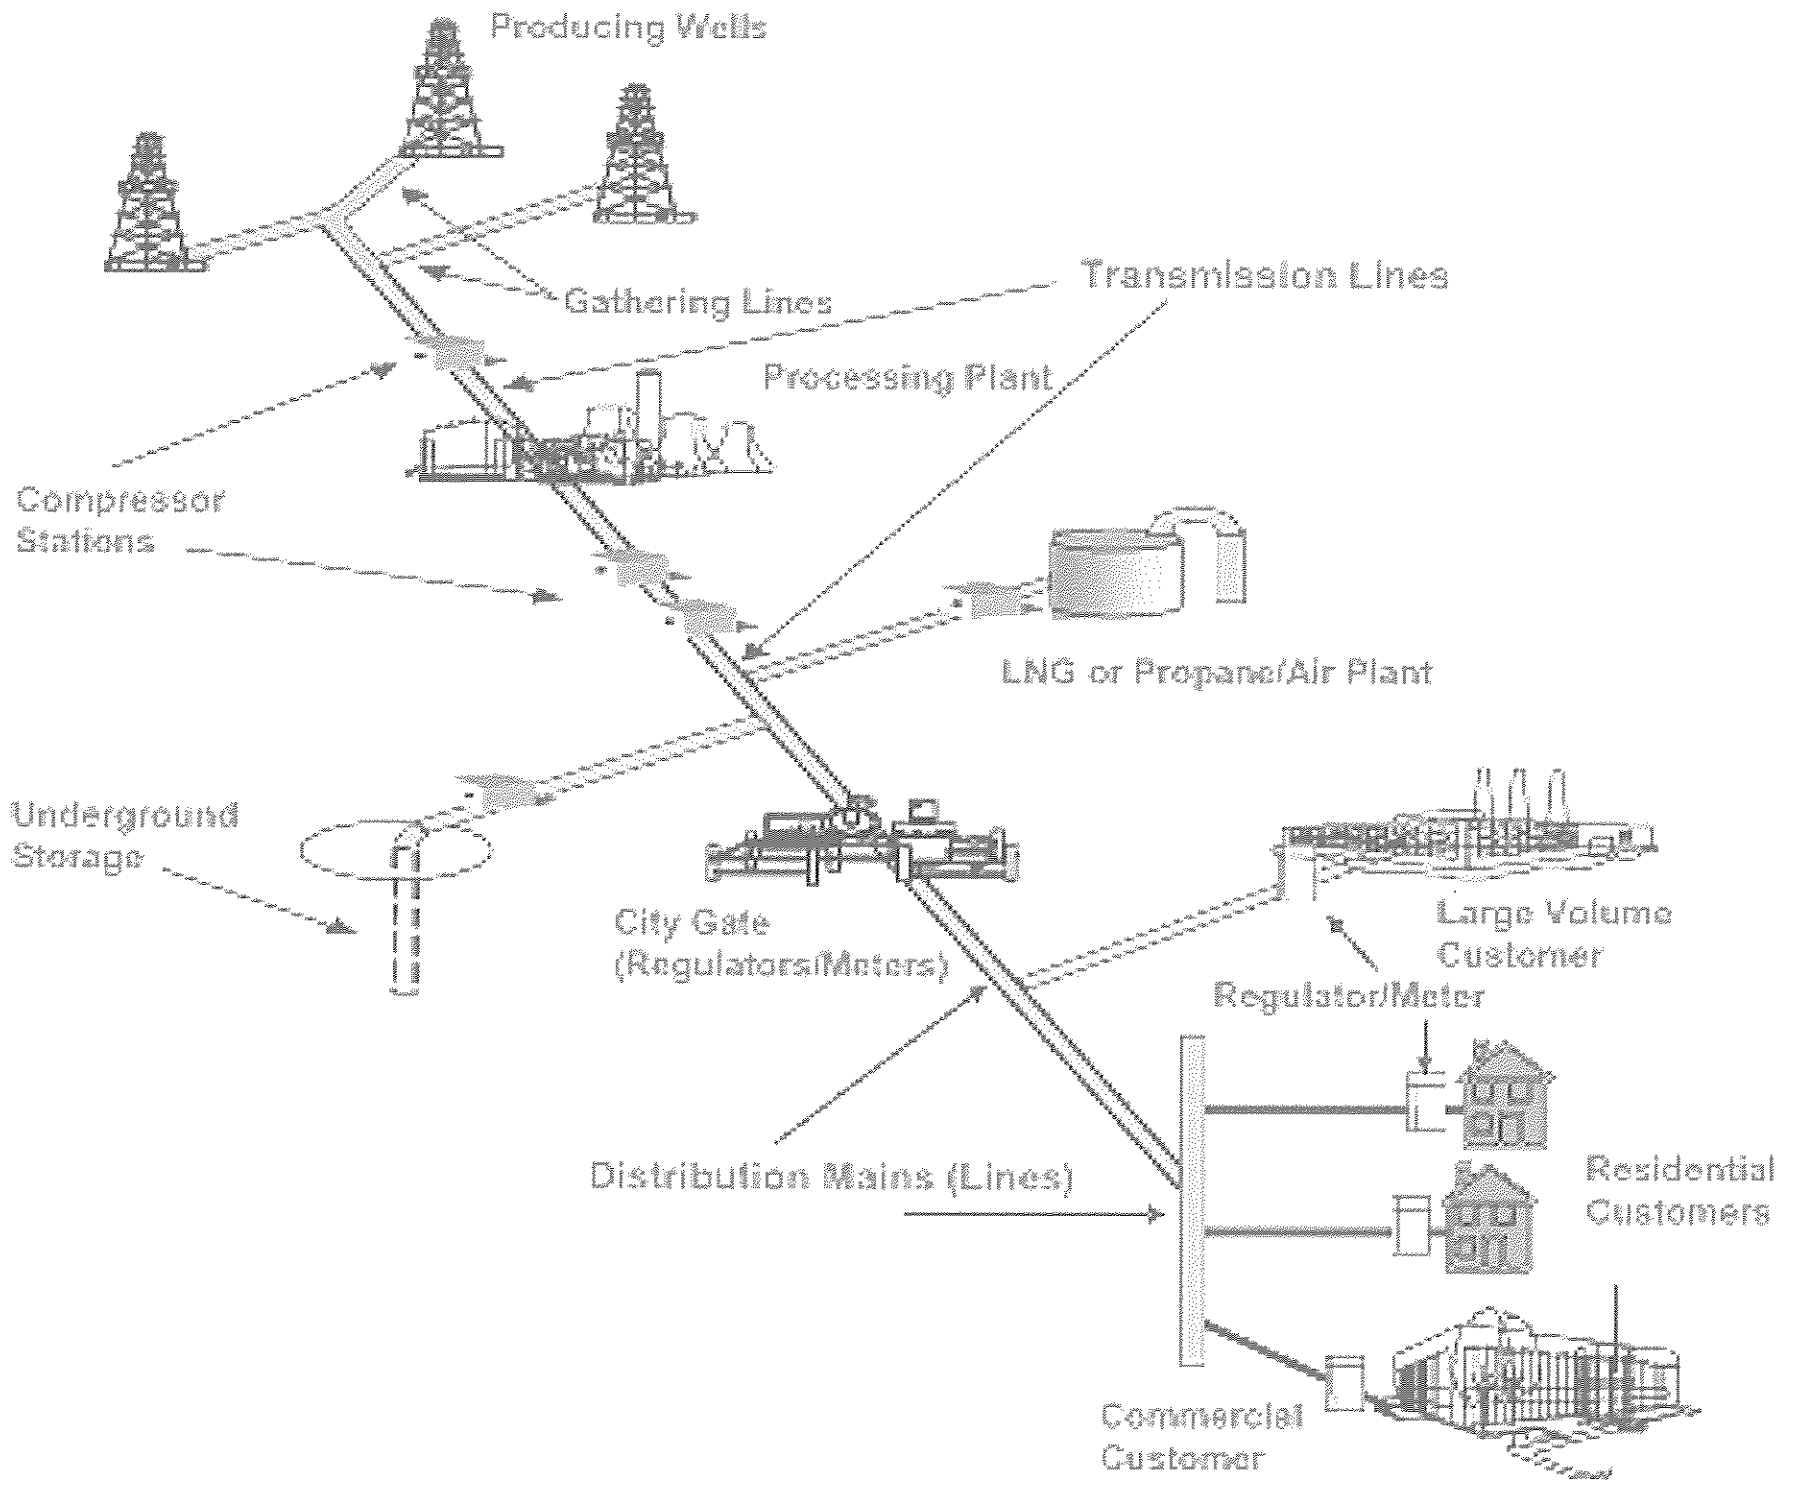 Producing Wells
Gathering Lines
Transmission Lines
Processing Plant
Compressor
Stations
LNG or Propane/Air Plant
Underground
Storage
City Gate
(Regulators/Meters)
Large Volume
Customer
Regulator/Meter
Distribution Mains (Lines)
Residential
Customers
Commercial
Customer